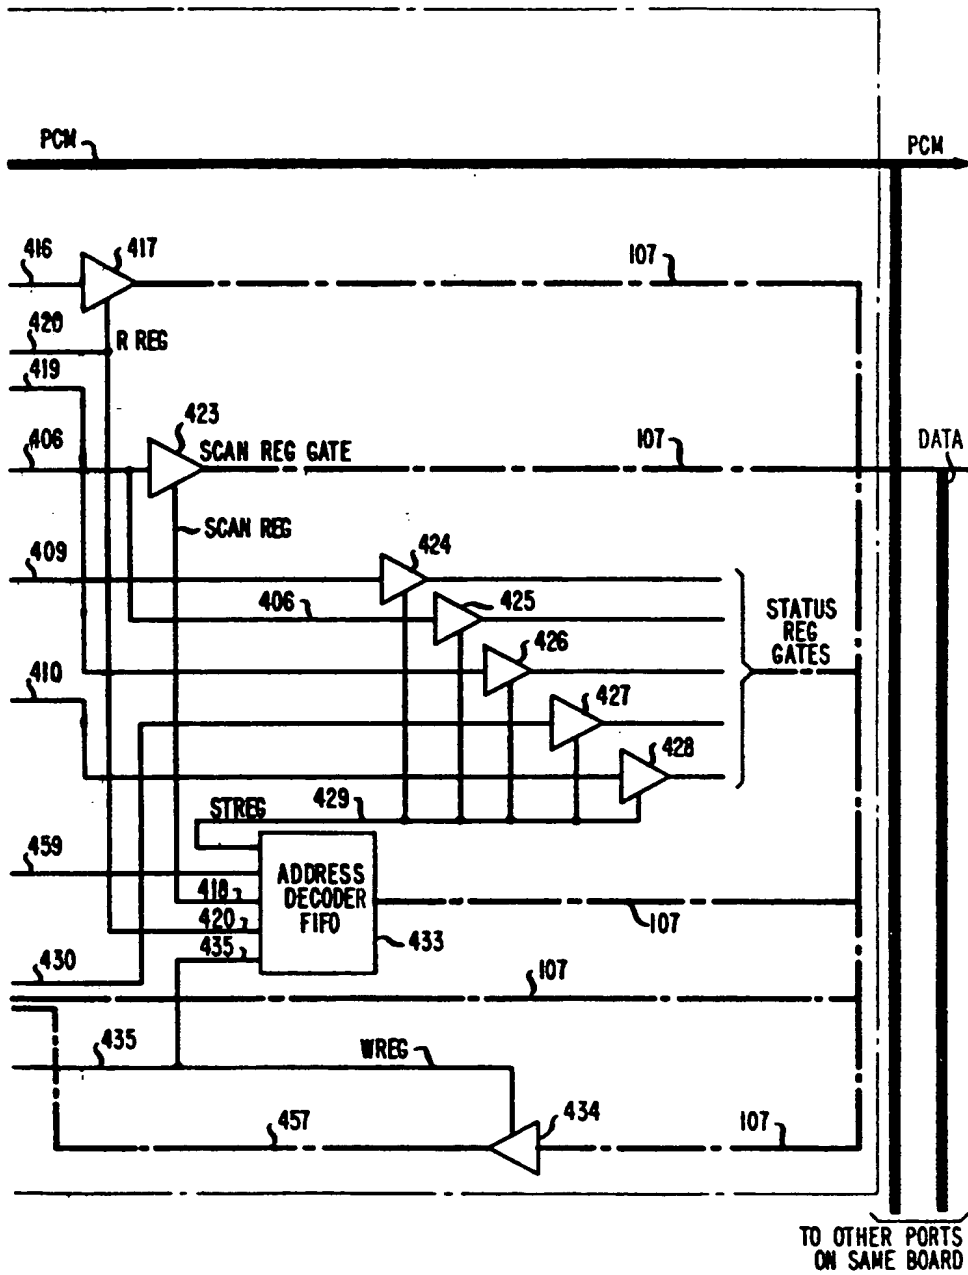 PCM
PCM
416
417
107
420
R REG
419
423
406
SCAN REG GATE
107
DATA
SCAN REG
409
424
406
425
STATUS
REG
GATES
426
410
427
428
STREG
429
459
ADDRESS
DECODER
FIFO
418
420
435
433
107
430
107
435
WREG
434
457
107
TO OTHER PORTS
ON SAME BOARD